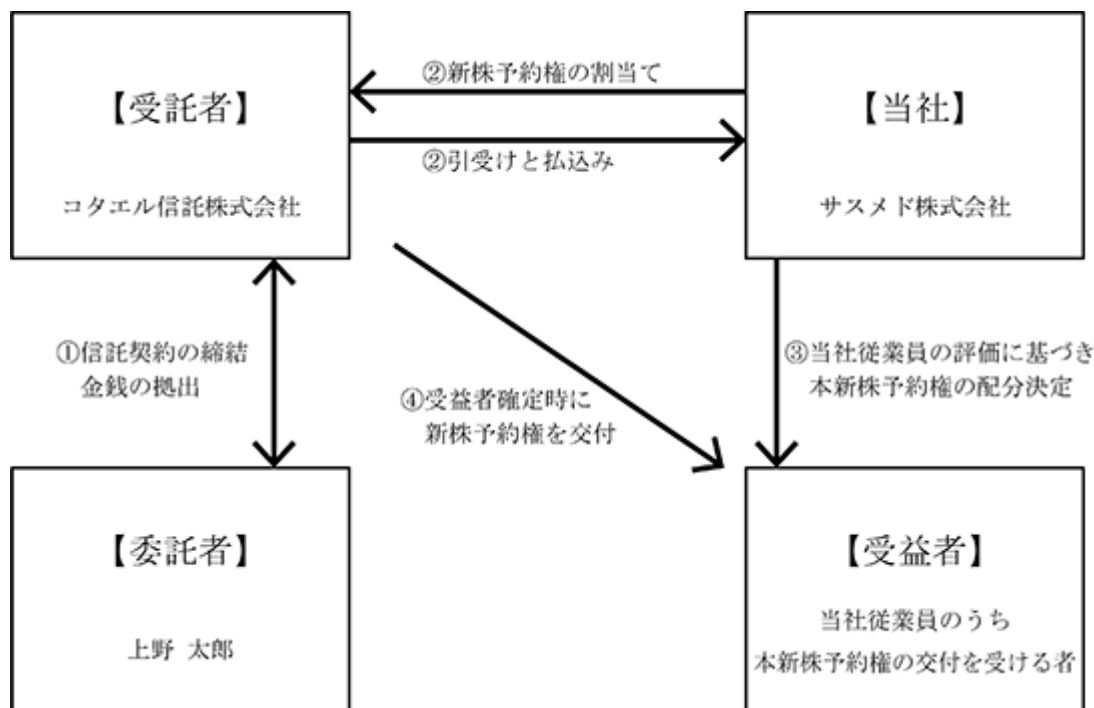 ②新株予約権の割当て
【受託者】
【当社】
②引受けと払込み
コタエル信託株式会社
サスメド株式会社
①信託契約の締結
金銭の拠出
③当社従業員の評価に基づき
本新株予約権の配分決定
④受益者確定時に
新株予約権を交付
【委託者】
【受益者】
上野 太郎
当社従業員のうち
本新株予約権の交付を受ける者